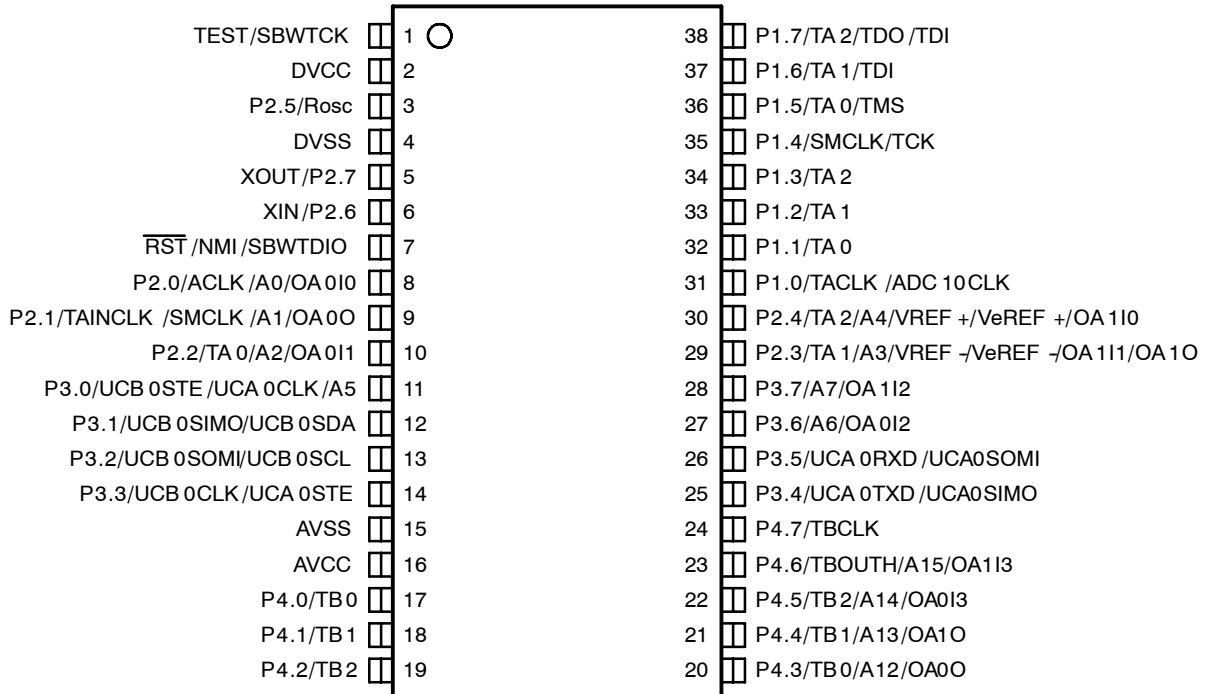 TEST/SBWTCK 1 38 P1.7/TA2/TDO/TDI
DVCC 2 37 P1.6/TA1/TDI
P2.5/Rosc 3 36 P1.5/TA0/TMS
DVSS 4 35 P1.4/SMCLK/TCK
XOUT/P2.7 5 34 P1.3/TA2
XIN/P2.6 6 33 P1.2/TA1
RST/NMI/SBWTDIO 7 32 P1.1/TA0
P2.0/ACLK/A0/OA0I0 8 31 P1.0/TACLK/ADC10CLK
P2.1/TAINCLK/SMCLK/A1/OA0O 9 30 P2.4/TA2/A4/VREF+/VeREF+/OA1I0
P2.2/TA0/A2/OA0I1 10 29 P2.3/TA1/A3/VREF-/VeREF-/OA1I1/OA1O
P3.0/UCB0STE/UCA0CLK/A5 11 28 P3.7/A7/OA1I2
P3.1/UCB0SIMO/UCB0SDA 12 27 P3.6/A6/OA0I2
P3.2/UCB0SOMI/UCB0SCL 13 26 P3.5/UCA0RXD/UCA0SOMI
P3.3/UCB0CLK/UCA0STE 14 25 P3.4/UCA0TXD/UCA0SIMO
AVSS 15 24 P4.7/TBCLK
AVCC 16 23 P4.6/TBOUTH/A15/OA1I3
P4.0/TB0 17 22 P4.5/TB2/A14/OA0I3
P4.1/TB1 18 21 P4.4/TB1/A13/OA1O
P4.2/TB2 19 20 P4.3/TB0/A12/OA0O